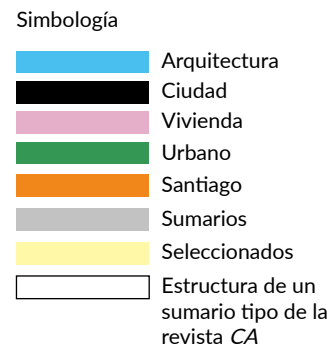 Simbología
Arquitectura
Ciudad
Vivienda
Urbano
Santiago
Sumarios
Seleccionados
Estructura de un
sumario tipo de la
revista CA